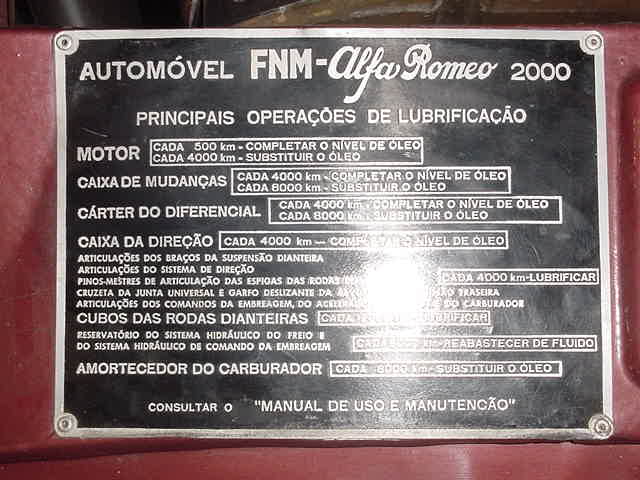 AUTOMÓVEL FNM-Alfa Romeo 2000
PRINCIPAIS OPERAÇÕES DE LUBRIFICAÇÃO
MOTOR
CADA 500 km - COMPLETAR O NÍVEL DE ÓLEO
CADA 4000 km - SUBSTITUIR O ÓLEO
CAIXA DE MUDANÇAS
CADA 4000 km - COMPLETAR O NÍVEL DE ÓLEO
CADA 8000 km - SUBSTITUIR O ÓLEO
CÁRTER DO DIFERENCIAL
CADA 4000 km - COMPLETAR O NÍVEL DE ÓLEO
CADA 8000 km - SUBSTITUIR O ÓLEO
CAIXA DA DIREÇÃO CADA 4000 km - COMPLETAR O NÍVEL DE ÓLEO
ARTICULAÇÕES DOS BRAÇOS DA SUSPENSÃO DIANTEIRA
ARTICULAÇÕES DO SISTEMA DE DIREÇÃO
PINOS-MESTRES DE ARTICULAÇÃO DAS ESPIGAS DAS RODAS
CADA 4000 km-LUBRIFICAR
CRUZETA DA JUNTA UNIVERSAL E GARFO DESLIZANTE DA TRASEIRA
ARTICULAÇÕES DOS COMANDOS DA EMBREAGEM, DO DO CARBURADOR
CUBOS DAS RODAS DIANTEIRAS CADA LUBRIFICAR
RESERVATÓRIO DO SISTEMA HIDRÁULICO DO FREIO E
DO SISTEMA HIDRÁULICO DE COMANDO DA EMBREAGEM
km-REABASTECER DE FLUIDO
AMORTECEDOR DO CARBURADOR CADA 8000 km - SUBSTITUIR O ÓLEO
CONSULTAR O "MANUAL DE USO E MANUTENCÃO"